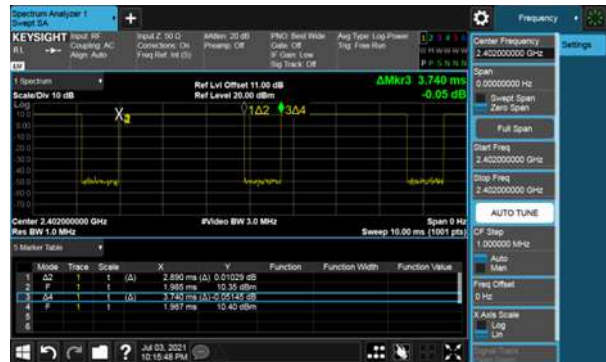 Spectrum Analyzer 1
Swept SA
+
Frequency
KEYSIGHT
RL
Input: RF
Coupling: AC
Align: Auto
Input Z: 50 Ω
Corrections: On
Freq Ref: Int (S)
#Atten: 20 dB
Preamp: Off
PNO: Best Wide
Gate: Off
IF Gain: Low
Sig Track: Off
Avg Type: Log-Power
Trig: Free Run
1 2 3 4 5 6
P P S N N N
Center Frequency
2.402000000 GHz
Settings
Span
0.00000000 Hz
Swept Span
Zero Span
Full Span
Start Freq
2.402000000 GHz
Stop Freq
2.402000000 GHz
AUTO TUNE
CF Step
1.000000 MHz
Auto
Man
Freq Offset
0 Hz
X Axis Scale
Log
Lin
1 Spectrum
Scale/Div 10 dB
Log
Ref Lvl Offset 11.00 dB
Ref Level 20.00 dBm
ΔMkr3 3.740 ms
-0.05 dB
1Δ2
3Δ4
Center 2.402000000 GHz
Res BW 1.0 MHz
#Video BW 3.0 MHz
Span 0 Hz
Sweep 10.00 ms (1001 pts)
5 Marker Table
Mode Trace Scale X Y Function Function Width Function Value
1 Δ2 1 t (Δ) 2.890 ms (Δ) 0.01029 dB
2 F 1 t 1.985 ms 10.35 dBm
3 Δ4 1 t (Δ) 3.740 ms (Δ) -0.05145 dB
4 F 1 t 1.987 ms 10.40 dBm
5
6
?
Jul 03, 2021
10:15:48 PM